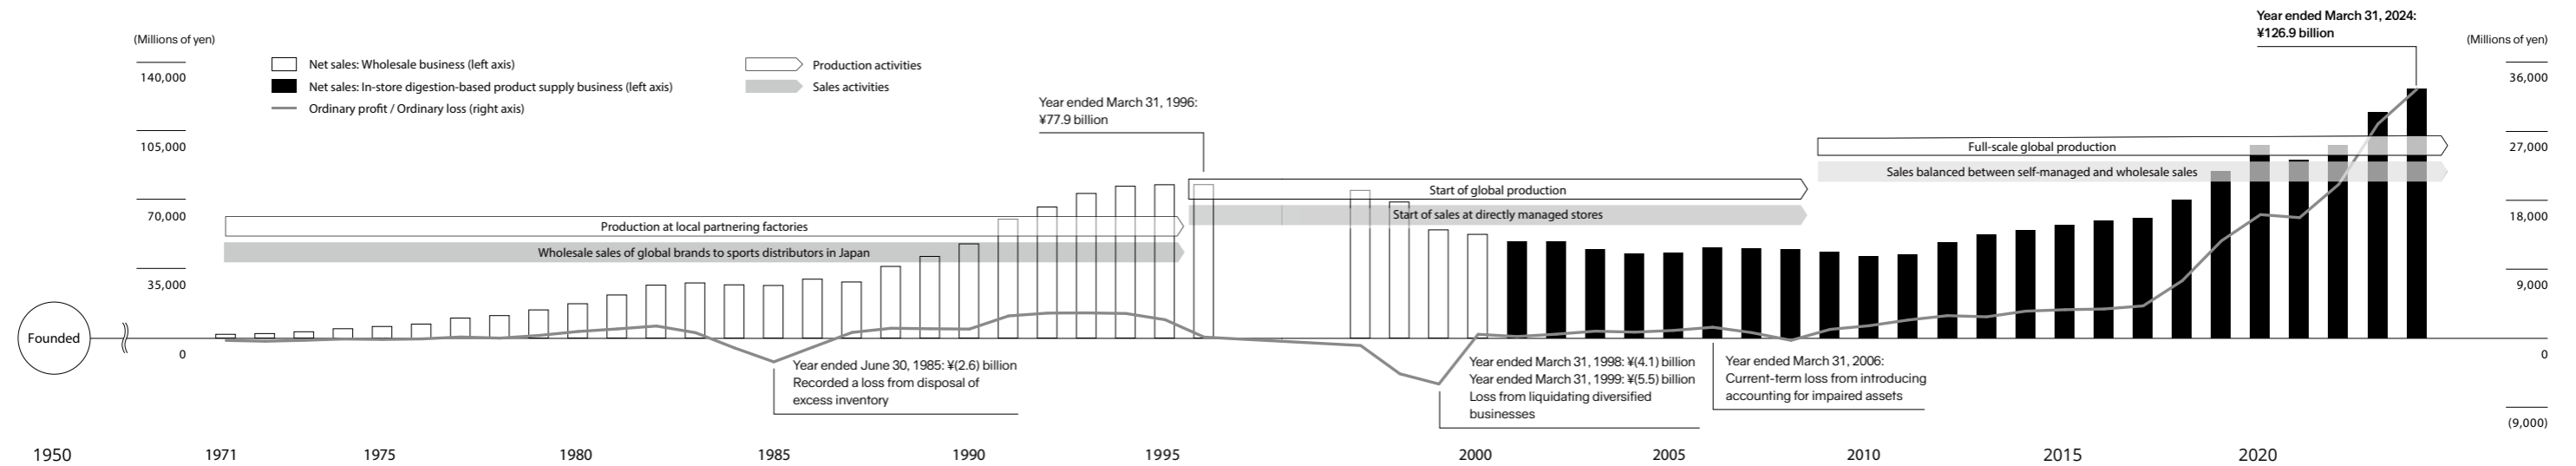 Year ended March 31, 2024:
¥126.9 billion
(Millions of yen)
(Millions of yen)
140,000
105,000
70,000
35,000
0
36,000
27,000
18,000
9,000
0
(9,000)
Net sales: Wholesale business (left axis)
Net sales: In-store digestion-based product supply business (left axis)
Ordinary profit / Ordinary loss (right axis)
Production activities
Sales activities
Year ended March 31, 1996:
¥77.9 billion
Production at local partnering factories
Wholesale sales of global brands to sports distributors in Japan
Start of global production
Start of sales at directly managed stores
Full-scale global production
Sales balanced between self-managed and wholesale sales
Founded
Year ended June 30, 1985: ¥(2.6) billion
Recorded a loss from disposal of
excess inventory
Year ended March 31, 1998: ¥(4.1) billion
Year ended March 31, 1999: ¥(5.5) billion
Loss from liquidating diversified
businesses
Year ended March 31, 2006:
Current-term loss from introducing
accounting for impaired assets
1950
1971
1975
1980
1985
1990
1995
2000
2005
2010
2015
2020